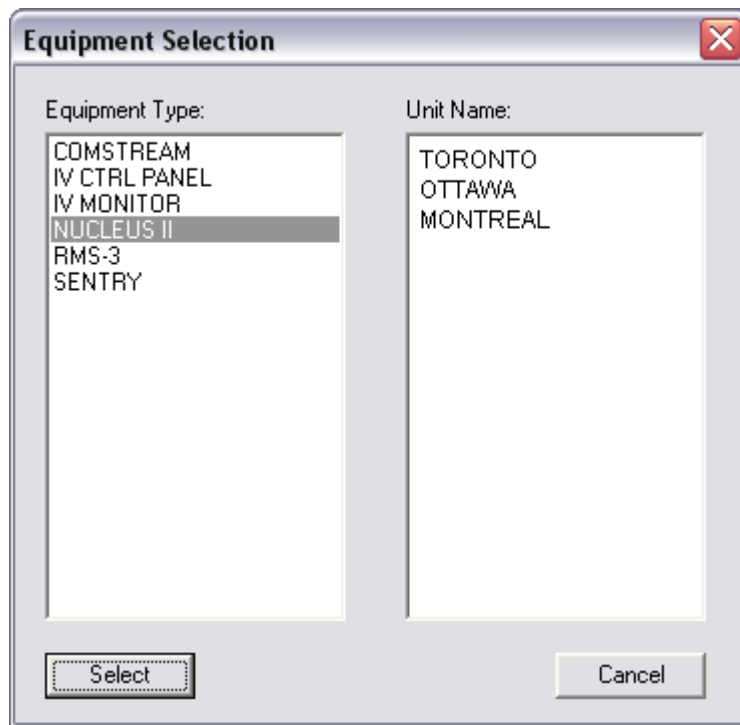 Equipment Selection
Equipment Type:
COMSTREAM
IV CTRL PANEL
IV MONITOR
NUCLEUS II
RMS-3
SENTRY
Unit Name:
TORONTO
OTTAWA
MONTREAL
Select
Cancel